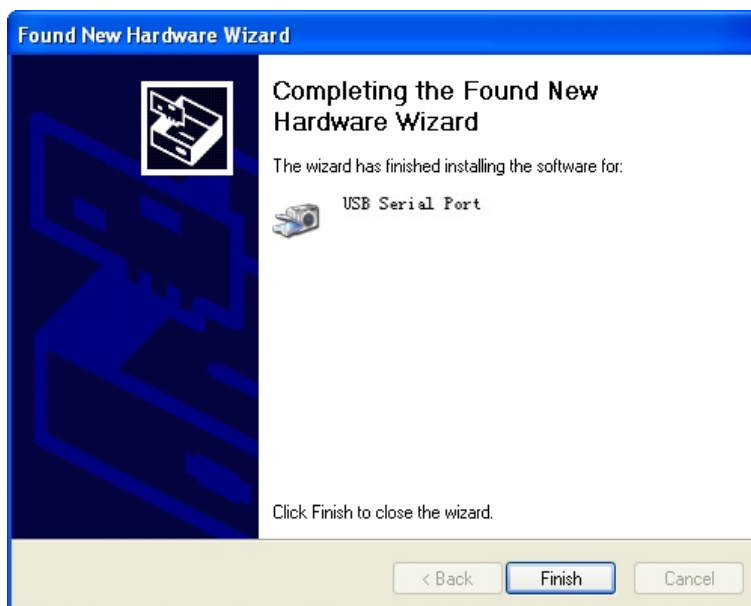 Found New Hardware Wizard
Completing the Found New
Hardware Wizard
The wizard has finished installing the software for:
USB Serial Port
Click Finish to close the wizard.
< Back
Finish
Cancel